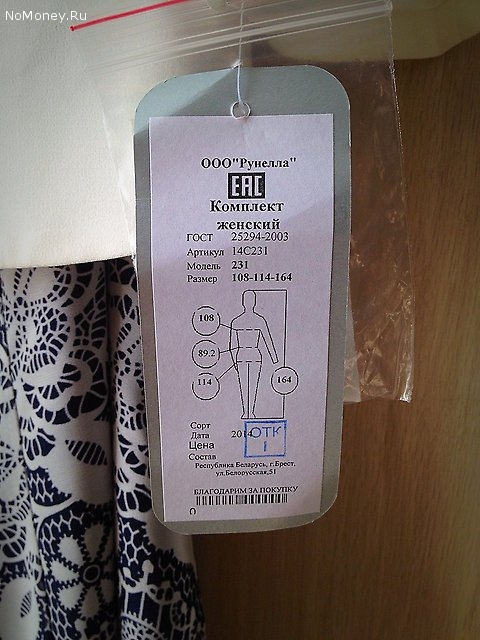 NoMoney.Ru
ООО"Рунелла"
EAC
Комплект
женский
ГОСТ 25294-2003
Артикул 14С231
Модель 231
Размер 108-114-164
108
89.2
114
164
Сорт
Дата 2014
ОТК
1
Цена
Состав
Республика Беларусь, г.Брест,
ул.Белорусская,51
БЛАГОДАРИМ ЗА ПОКУПКУ
0